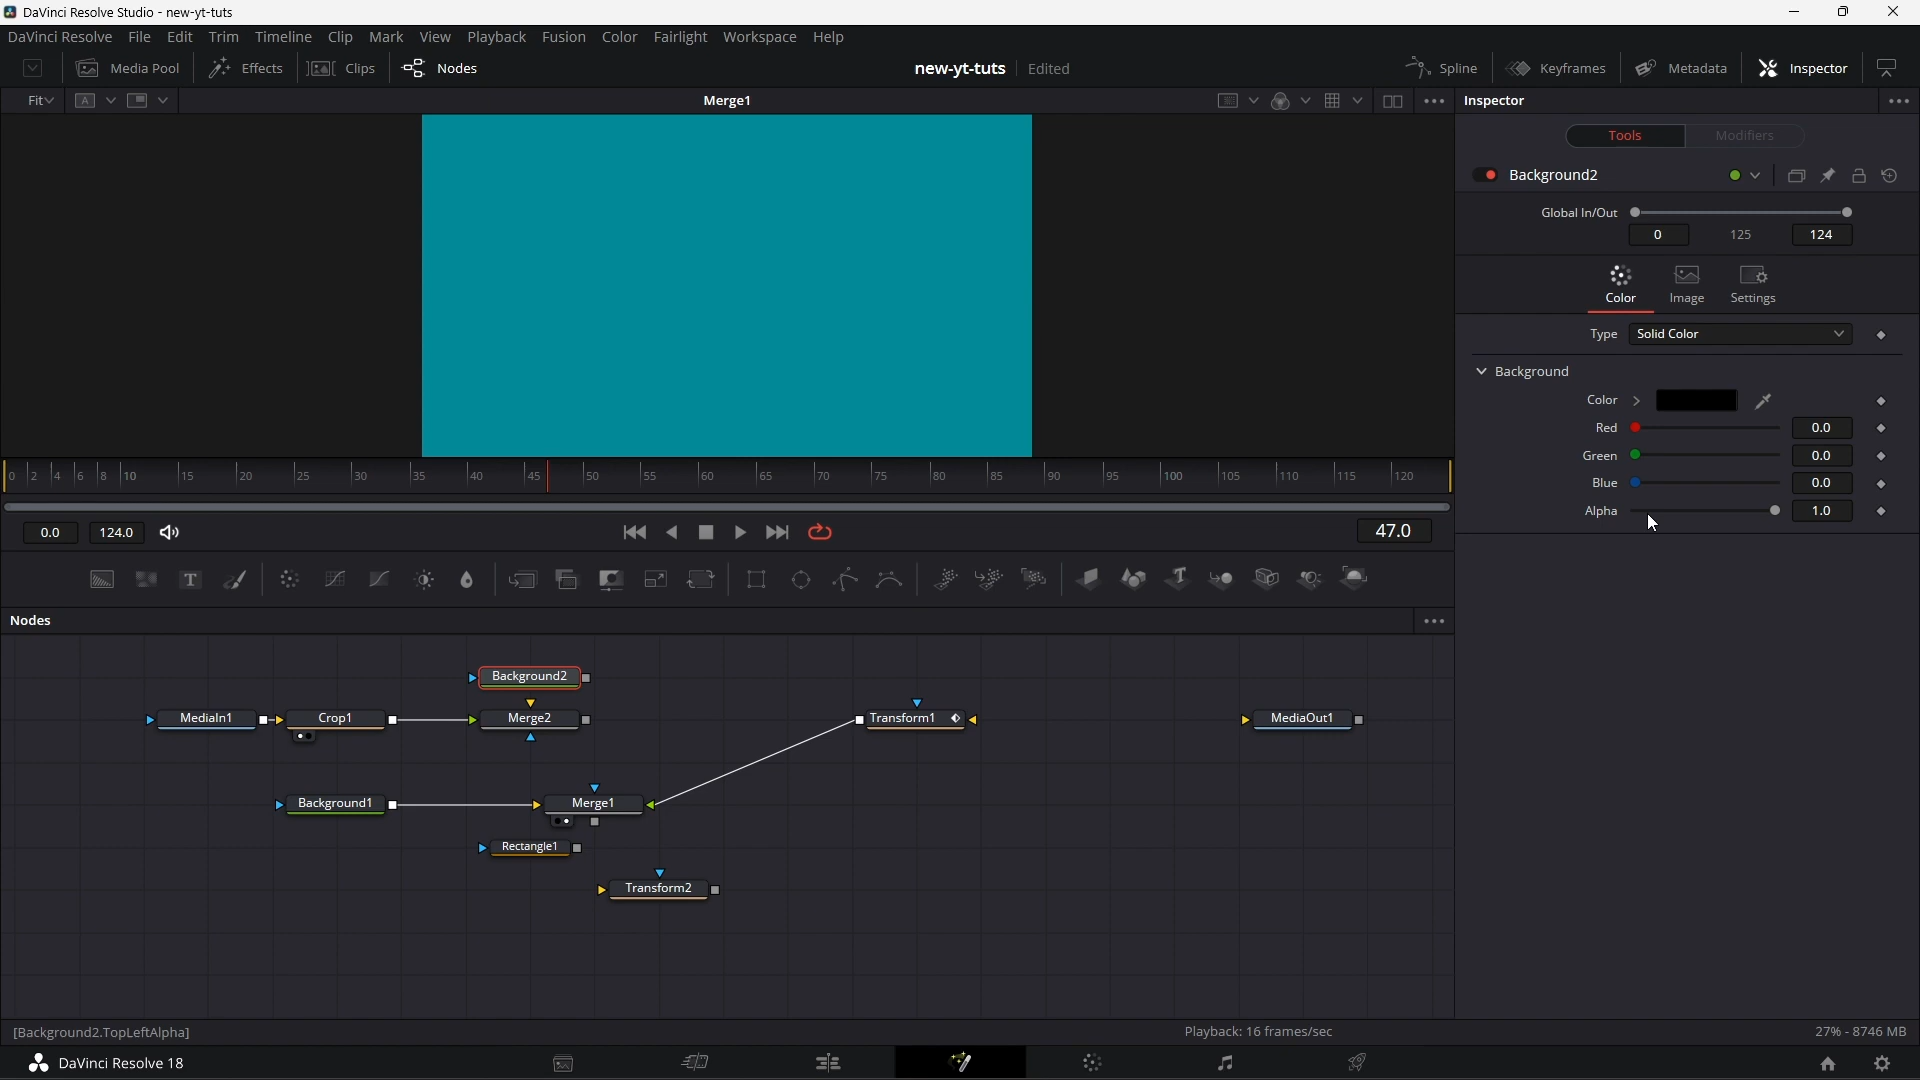 DaVinci Resolve Studio - new-yt-tuts
DaVinci Resolve File Edit Trim Timeline Clip Mark View Playback Fusion Color Fairlight Workspace Help
Media Pool Effects Clips Nodes new-yt-tuts Edited Spline Keyframes Metadata Inspector
Fit A Merge1 Inspector
Tools Modifiers
Background2
Global In/Out
0 125 124
Color Image Settings
Type Solid Color
Background
Color
Red 0.0
Green 0.0
Blue 0.0
Alpha 1.0
0 2 4 6 8 10 15 20 25 30 35 40 45 50 55 60 65 70 75 80 85 90 95 100 105 110 115 120
0.0 124.0 47.0
T T
Nodes
Background2
MediaIn1 Crop1 Merge2 Transform1 MediaOut1
Background1 Merge1
Rectangle1
Transform2
[Background2.TopLeftAlpha] Playback: 16 frames/sec 27% - 8746 MB
DaVinci Resolve 18